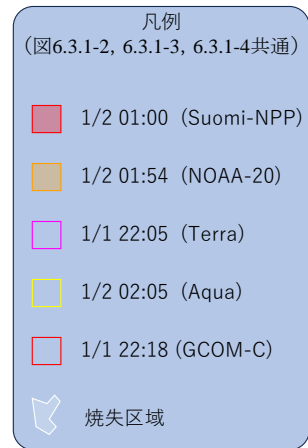 凡例
（図6.3.1-2, 6.3.1-3, 6.3.1-4共通）
1/2 01:00（Suomi-NPP）
1/2 01:54（NOAA-20）
1/1 22:05（Terra）
1/2 02:05（Aqua）
1/1 22:18 (GCOM-C)
焼失区域